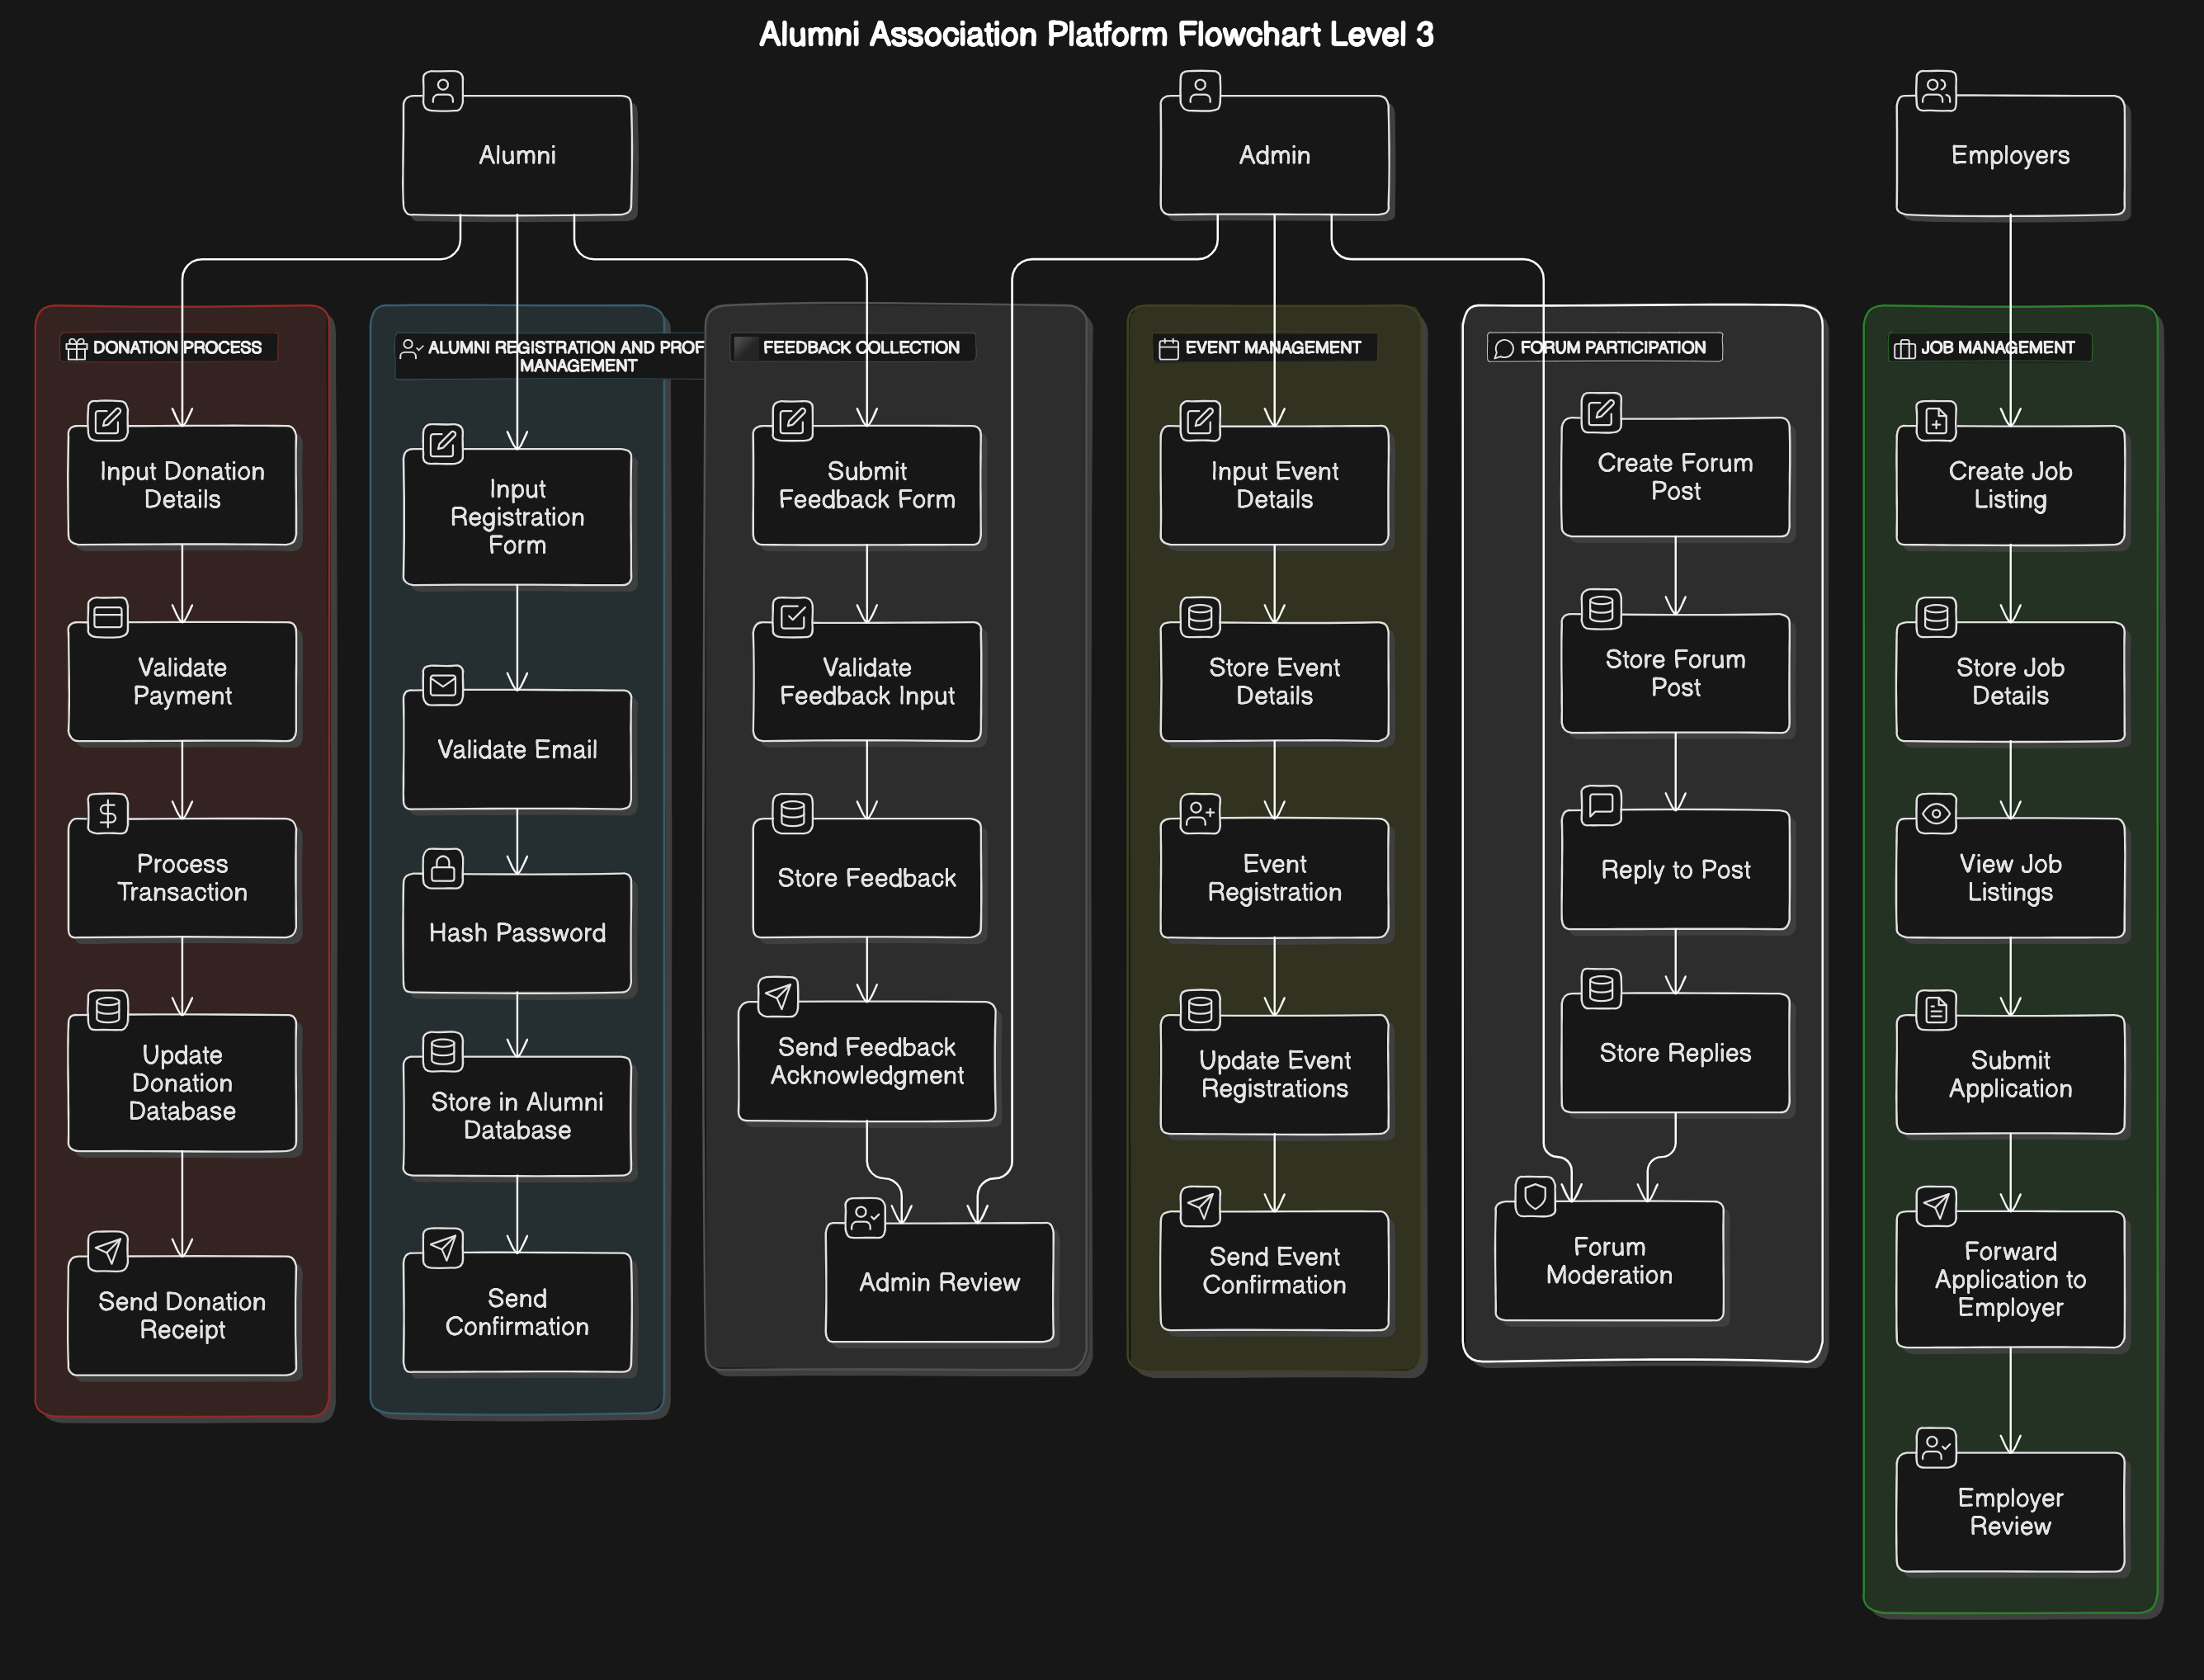 Alumni Association Platform Flowchart Level 3
Alumni
Admin
Employers
DONATION PROCESS
Input Donation
Details
Validate
Payment
Process
Transaction
Update
Donation
Database
Send Donation
Receipt
ALUMNI REGISTRATION AND PROF
MANAGEMENT
Input
Registration
Form
Validate Email
Hash Password
Store in Alumni
Database
Send
Confirmation
FEEDBACK COLLECTION
Submit
Feedback Form
Validate
Feedback Input
Store Feedback
Send Feedback
Acknowledgment
Admin Review
EVENT MANAGEMENT
Input Event
Details
Store Event
Details
Event
Registration
Update Event
Registrations
Send Event
Confirmation
FORUM PARTICIPATION
Create Forum
Post
Store Forum
Post
Reply to Post
Store Replies
Forum
Moderation
JOB MANAGEMENT
Create Job
Listing
Store Job
Details
View Job
Listings
Submit
Application
Forward
Application to
Employer
Employer
Review